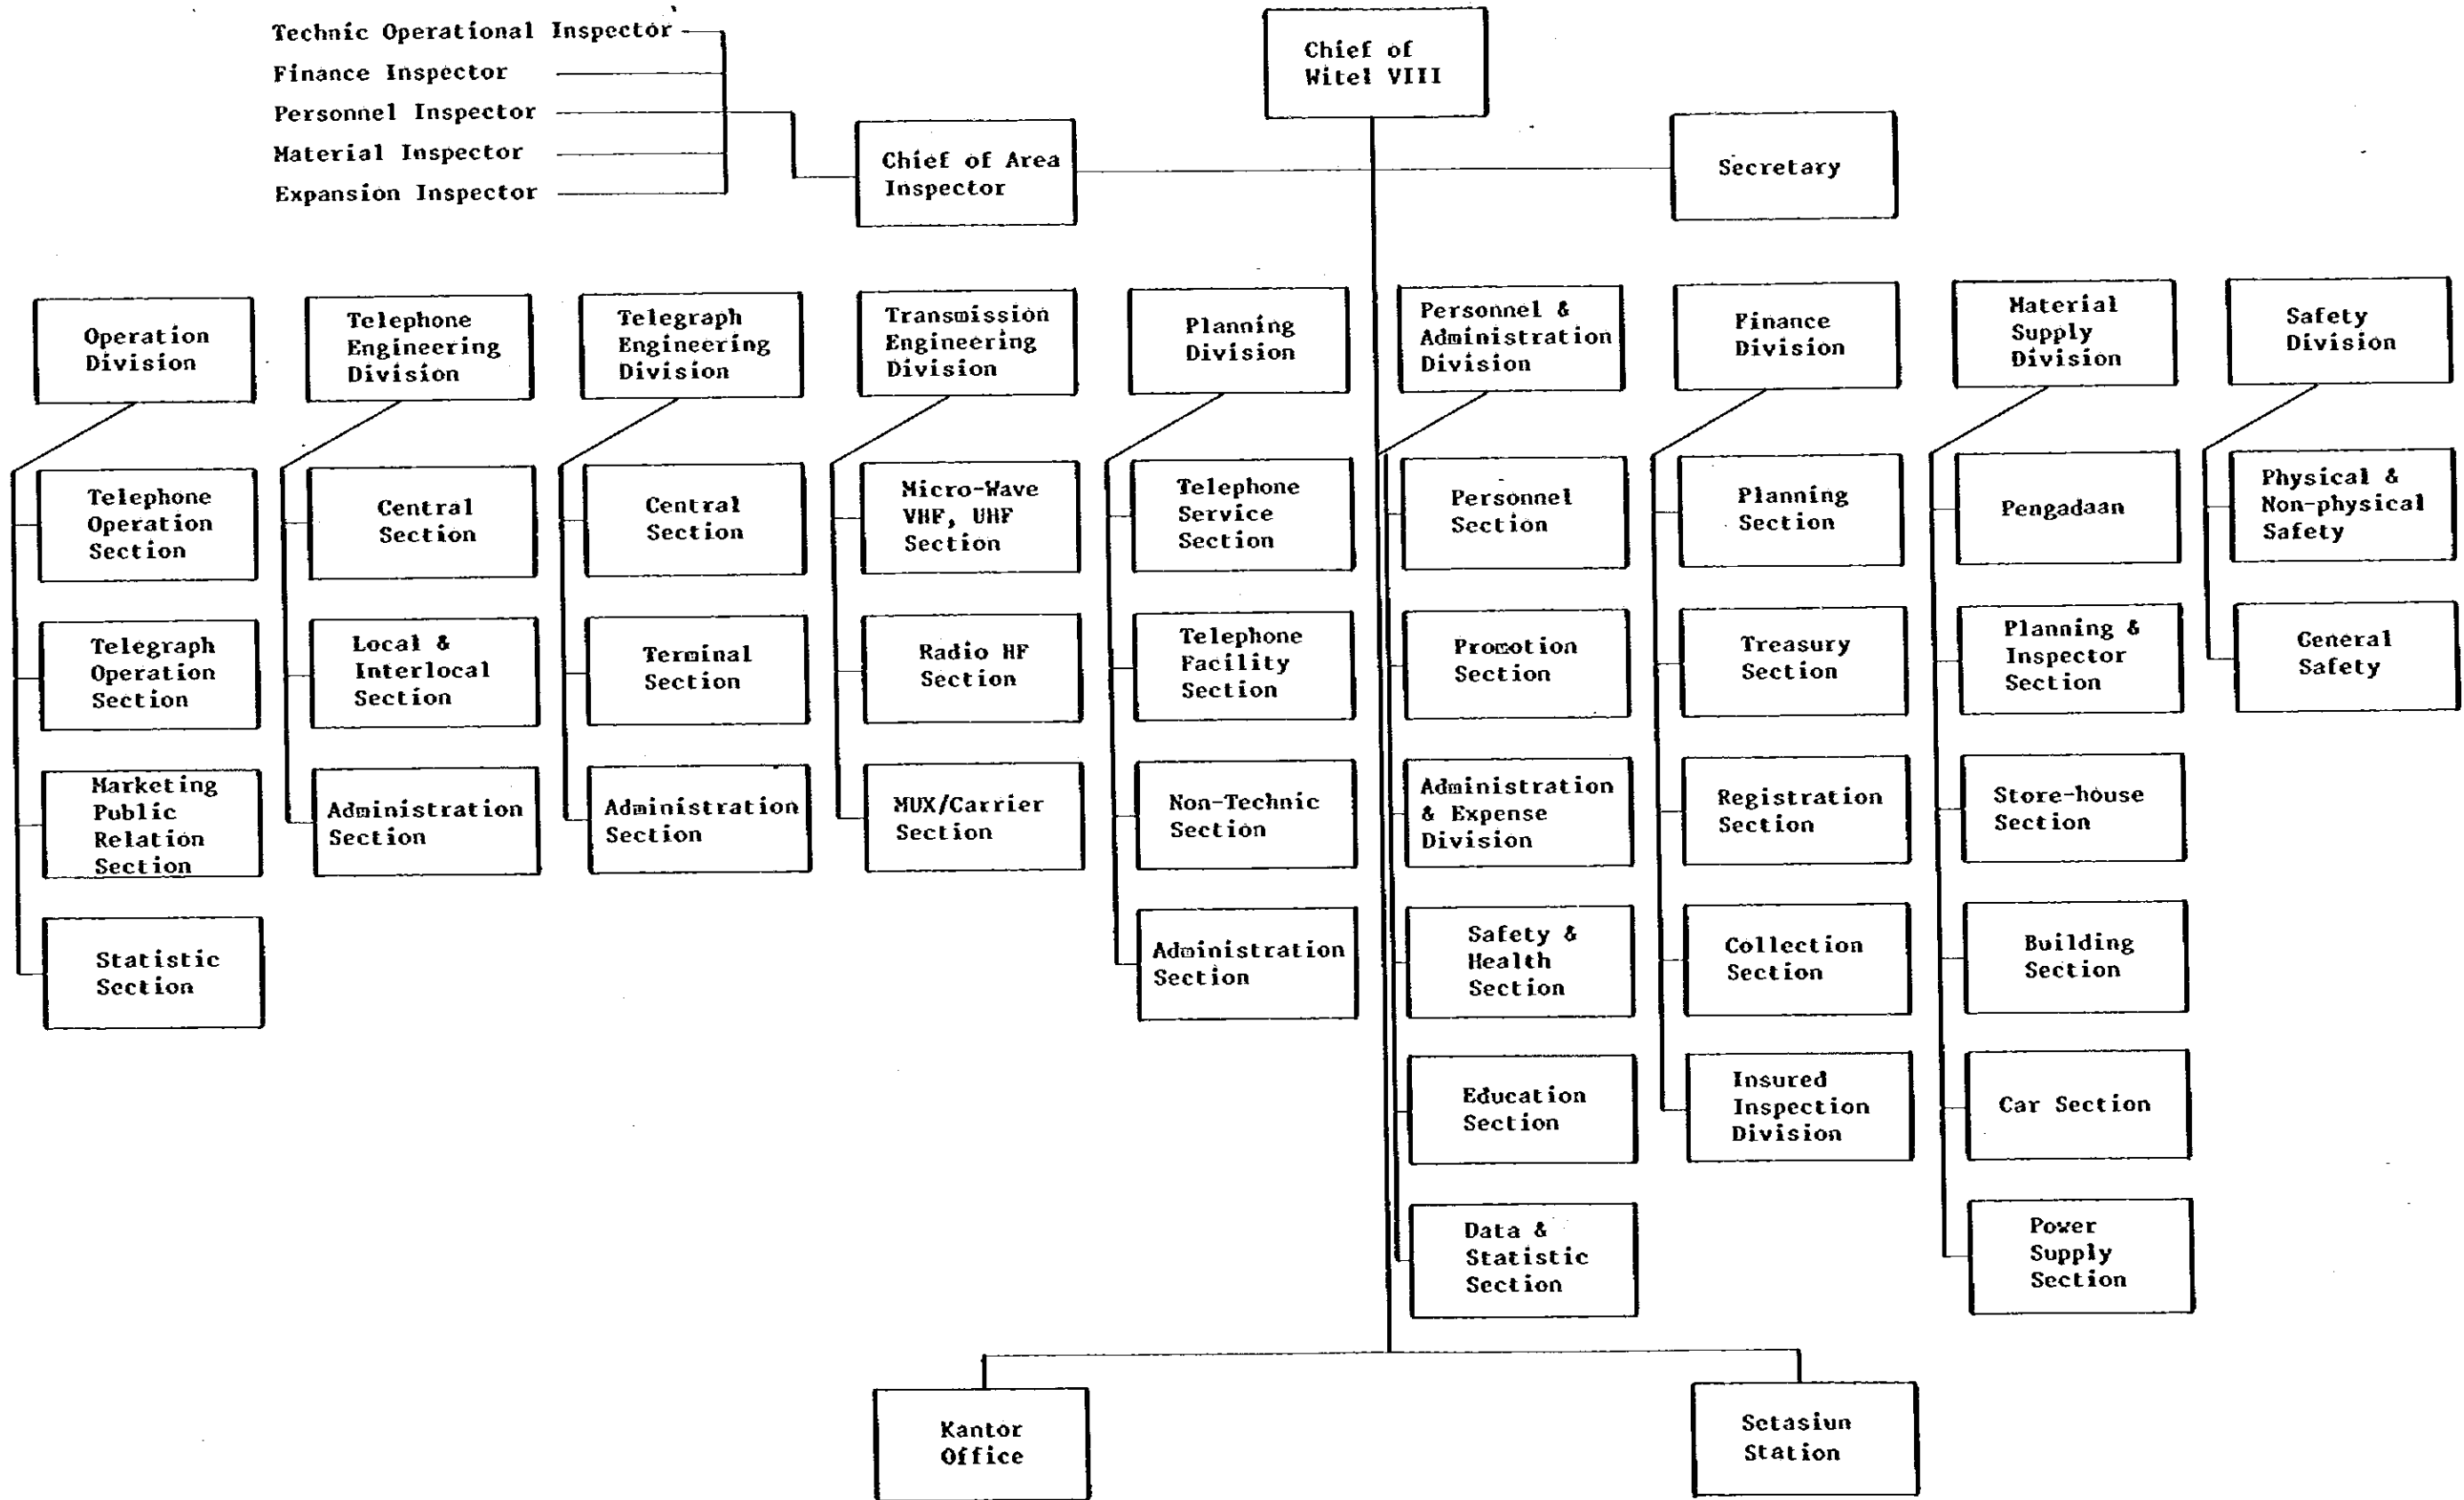 Technic Operational Inspector
Finance Inspector
Personnel Inspector
Material Inspector
Expansion Inspector
Chief of
Witel VIII
Chief of Area
Inspector
Secretary
Operation
Division
Telephone
Engineering
Division
Telegraph
Engineering
Division
Transmission
Engineering
Division
Planning
Division
Personnel &
Administration
Division
Finance
Division
Material
Supply
Division
Safety
Division
Telephone
Operation
Section
Telegraph
Operation
Section
Marketing
Public
Relation
Section
Statistic
Section
Central
Section
Local &
Interlocal
Section
Administration
Section
Central
Section
Terminal
Section
Administration
Section
Micro-Wave
VHF, UHF
Section
Radio HF
Section
MUX/Carrier
Section
Telephone
Service
Section
Telephone
Facility
Section
Non-Technic
Section
Administration
Section
Personnel
Section
Promotion
Section
Administration
& Expense
Division
Safety &
Health
Section
Education
Section
Data &
Statistic
Section
Planning
Section
Treasury
Section
Registration
Section
Collection
Section
Insured
Inspection
Division
Pengadaan
Planning &
Inspector
Section
Store-house
Section
Building
Section
Car Section
Power
Supply
Section
Physical &
Non-physical
Safety
General
Safety
Kantor
Office
Setasiun
Station